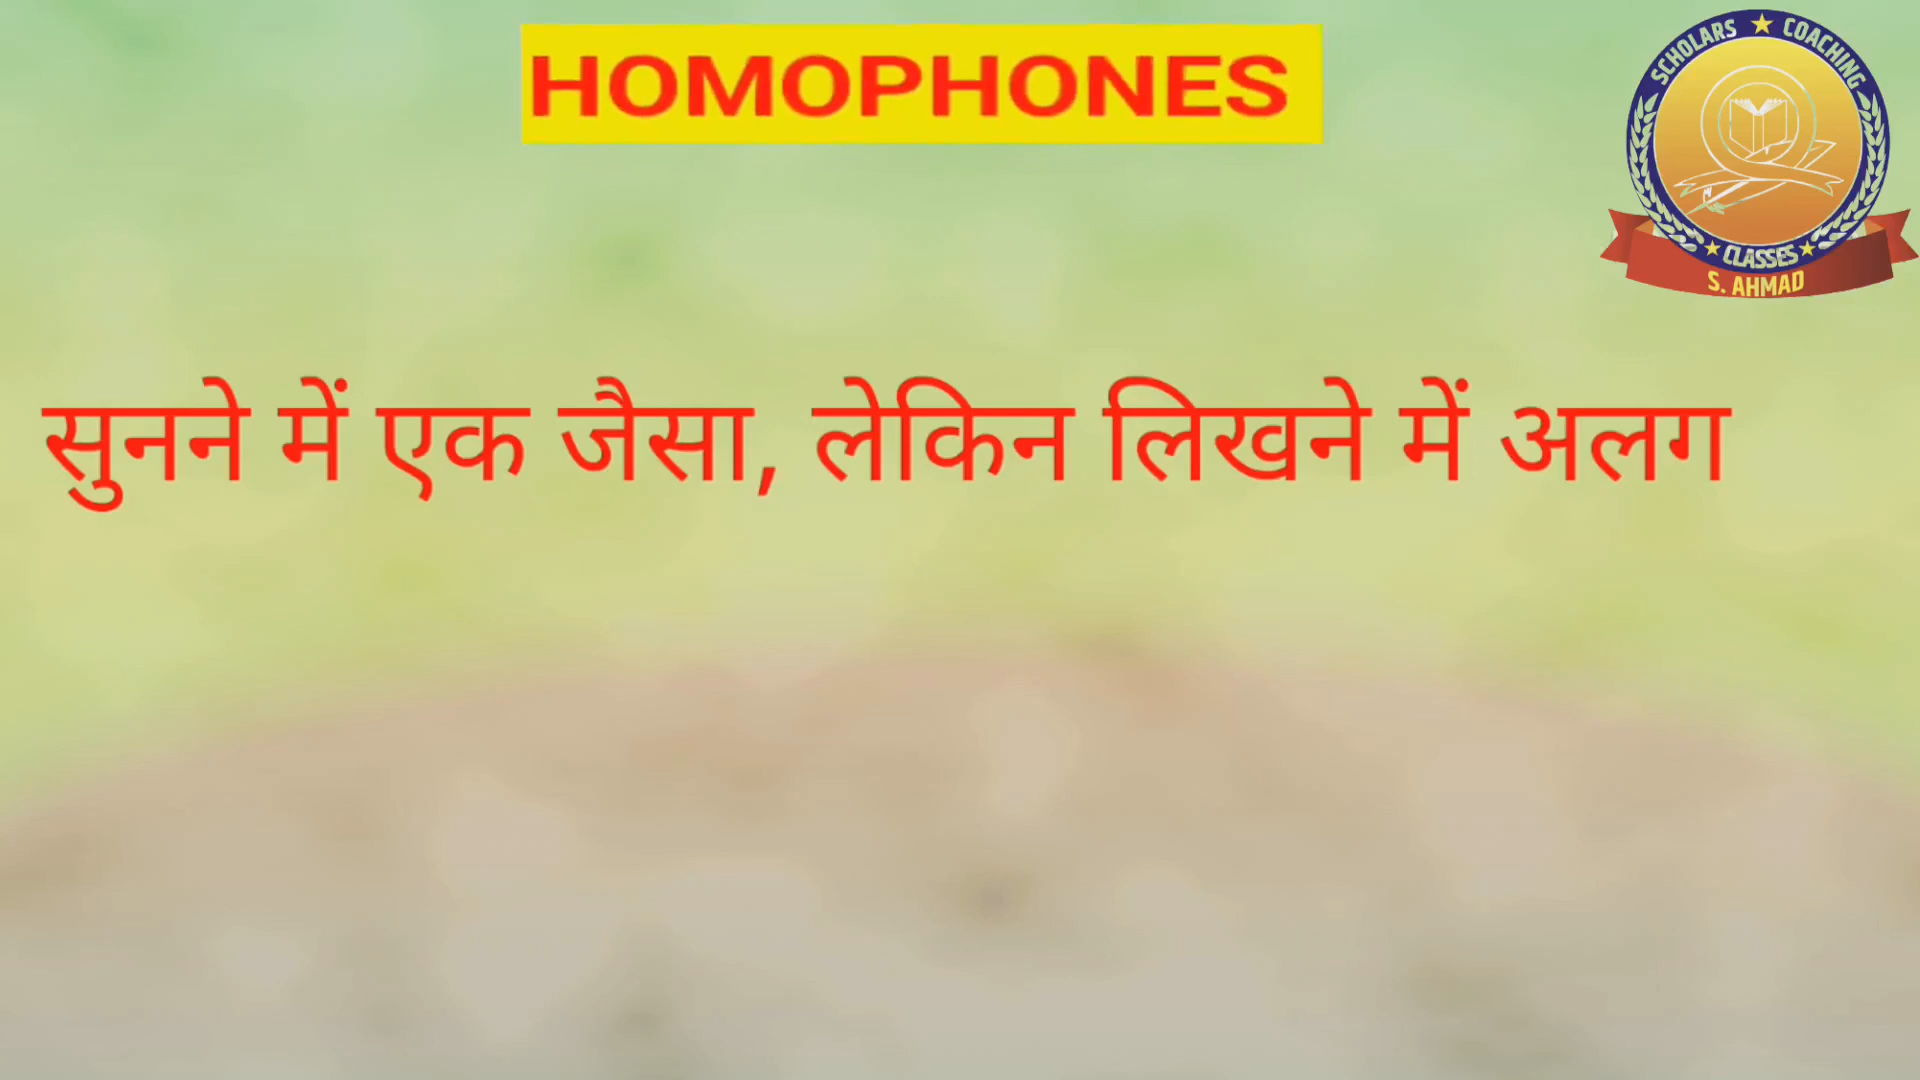 HOMOPHONES
SCHOLARS ★ COACHING
★ CLASSES ★
S. AHMAD
सुनने में एक जैसा, लेकिन लिखने में अलग